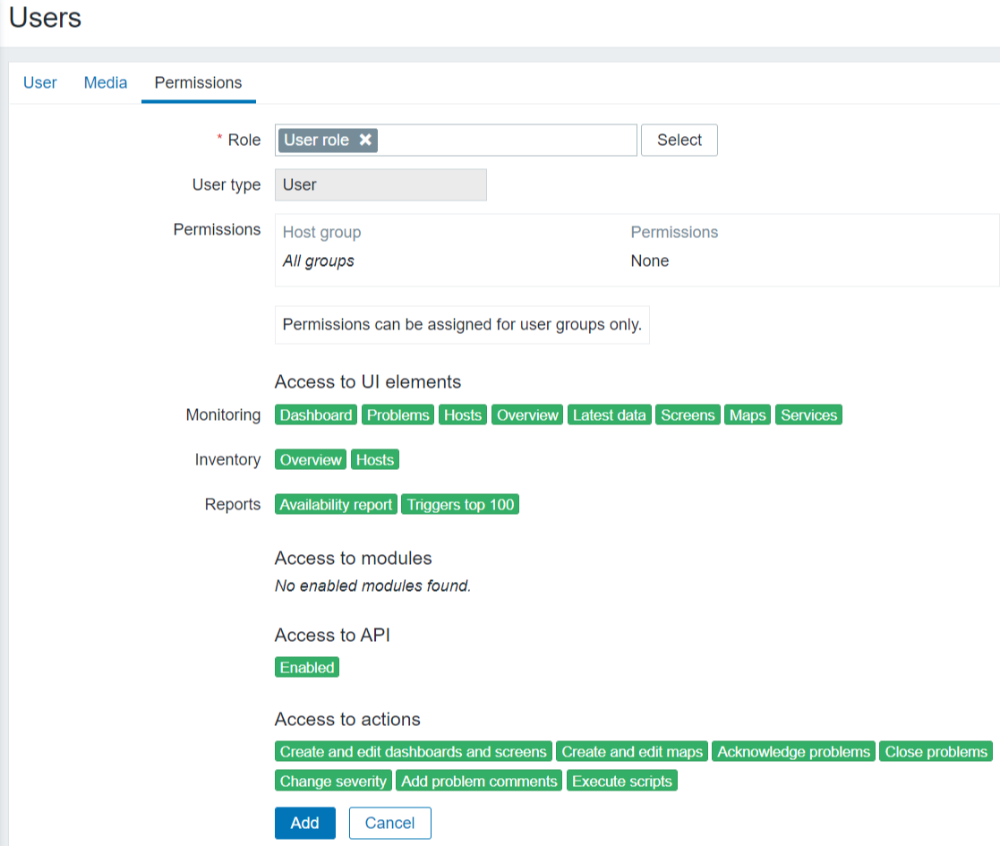 Users
User Media Permissions
* Role User role ✖ Select
User type User
Permissions Host group Permissions
All groups None
Permissions can be assigned for user groups only.
Access to UI elements
Monitoring Dashboard Problems Hosts Overview Latest data Screens Maps Services
Inventory Overview Hosts
Reports Availability report Triggers top 100
Access to modules
No enabled modules found.
Access to API
Enabled
Access to actions
Create and edit dashboards and screens Create and edit maps Acknowledge problems Close problems
Change severity Add problem comments Execute scripts
Add Cancel